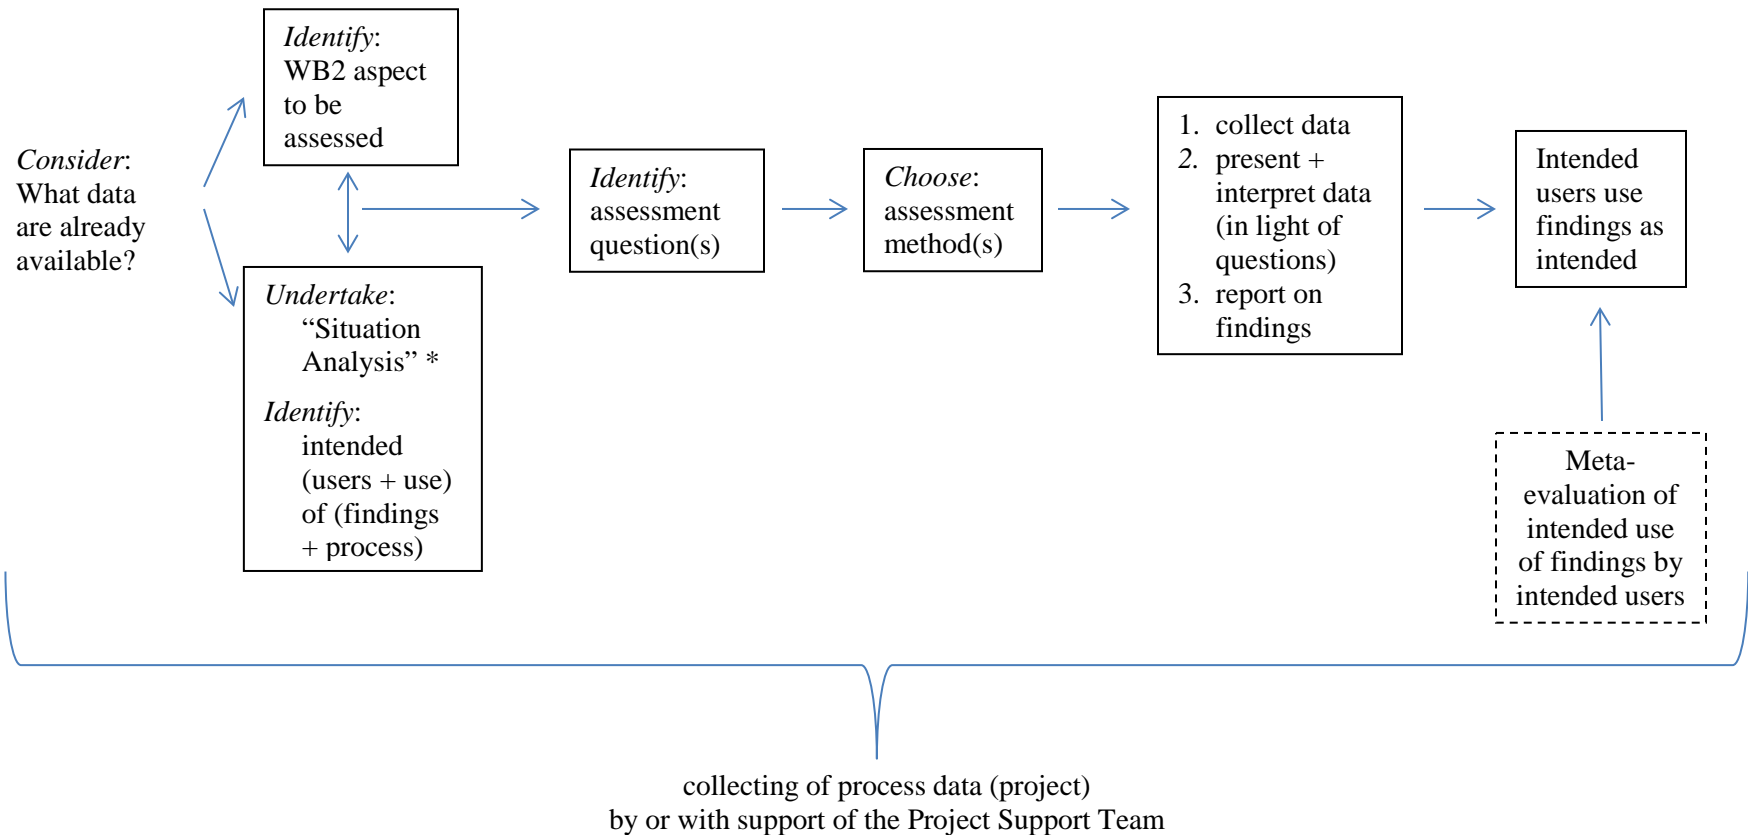 Consider:
What data
are already
available?
Identify:
WB2 aspect
to be
assessed
Undertake:
“Situation
Analysis” *
Identify:
intended
(users + use)
of (findings
+ process)
Identify:
assessment
question(s)
Choose:
assessment
method(s)
1. collect data
2. present +
interpret data
(in light of
questions)
3. report on
findings
Intended
users use
findings as
intended
Meta-
evaluation of
intended use
of findings by
intended users
collecting of process data (project)
by or with support of the Project Support Team